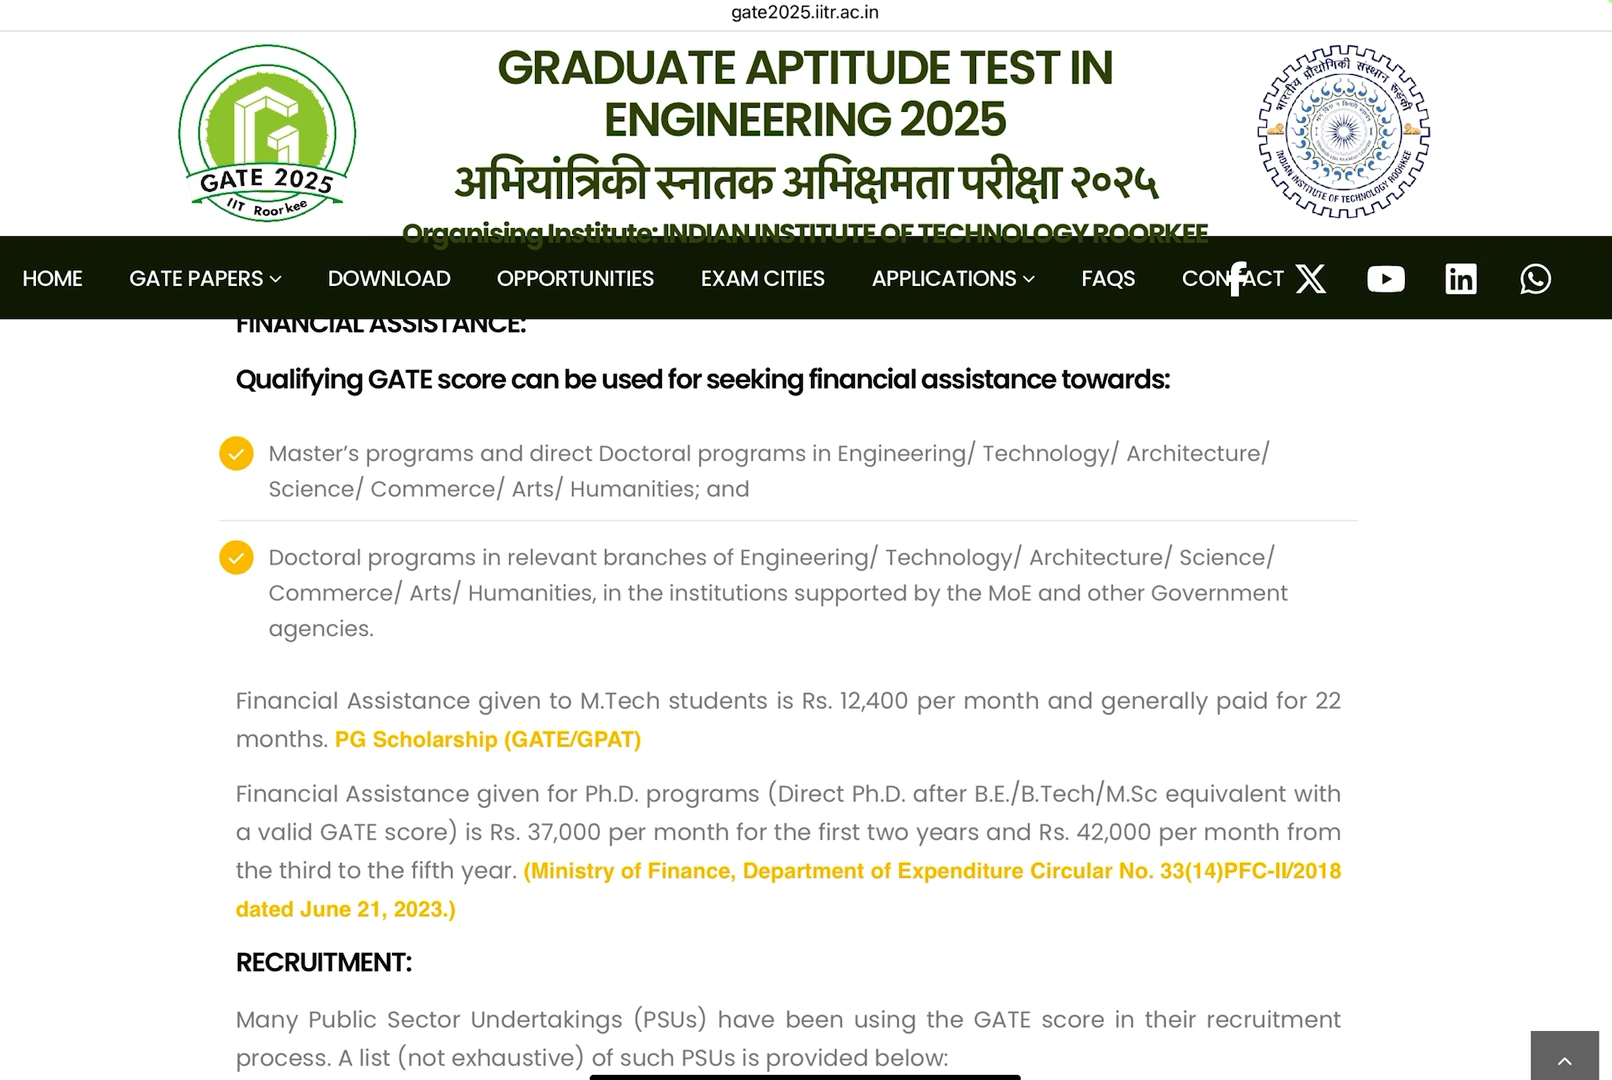 gate2025.iitr.ac.in
GRADUATE APTITUDE TEST IN
ENGINEERING 2025
अभियांत्रिकी स्नातक अभिक्षमता परीक्षा २०२५
Organising Institute: INDIAN INSTITUTE OF TECHNOLOGY ROORKEE
GATE 2025
IIT Roorkee
भारतीय प्रौद्योगिकी संस्थान रूड़की
INDIAN INSTITUTE OF TECHNOLOGY ROORKEE
HOME GATE PAPERS DOWNLOAD OPPORTUNITIES EXAM CITIES APPLICATIONS FAQS CONTACT
FINANCIAL ASSISTANCE:
Qualifying GATE score can be used for seeking financial assistance towards:
Master’s programs and direct Doctoral programs in Engineering/ Technology/ Architecture/
Science/ Commerce/ Arts/ Humanities; and
Doctoral programs in relevant branches of Engineering/ Technology/ Architecture/ Science/
Commerce/ Arts/ Humanities, in the institutions supported by the MoE and other Government
agencies.
Financial Assistance given to M.Tech students is Rs. 12,400 per month and generally paid for 22
months. PG Scholarship (GATE/GPAT)
Financial Assistance given for Ph.D. programs (Direct Ph.D. after B.E./B.Tech/M.Sc equivalent with
a valid GATE score) is Rs. 37,000 per month for the first two years and Rs. 42,000 per month from
the third to the fifth year. (Ministry of Finance, Department of Expenditure Circular No. 33(14)PFC-II/2018
dated June 21, 2023.)
RECRUITMENT:
Many Public Sector Undertakings (PSUs) have been using the GATE score in their recruitment
process. A list (not exhaustive) of such PSUs is provided below: